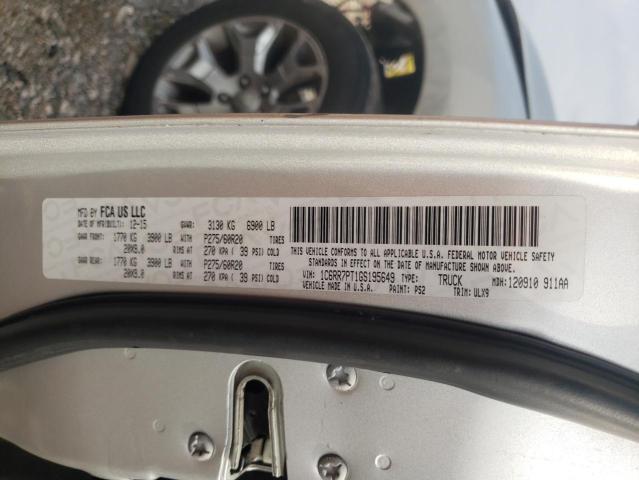 MFD BY FCA US LLC
DATE OF MFR(BUILT): 12-15 GVWR: 3130 KG 6900 LB
GAWR FRONT: 1770 KG 3900 LB WITH P275/60R20 TIRES
20X9.0 RIMS AT 270 KPA ( 39 PSI) COLD
GAWR REAR: 1770 KG 3900 LB WITH P275/60R20 TIRES
20X9.0 RIMS AT 270 KPA ( 39 PSI) COLD
THIS VEHICLE CONFORMS TO ALL APPLICABLE U.S.A. FEDERAL MOTOR VEHICLE SAFETY
STANDARDS IN EFFECT ON THE DATE OF MANUFACTURE SHOWN ABOVE.
VIN: 1C6RR7PT1GS195649 TYPE: TRUCK MDH: 120910 911AA
VEHICLE MADE IN U.S.A. PAINT: PS2 TRIM: ULX9